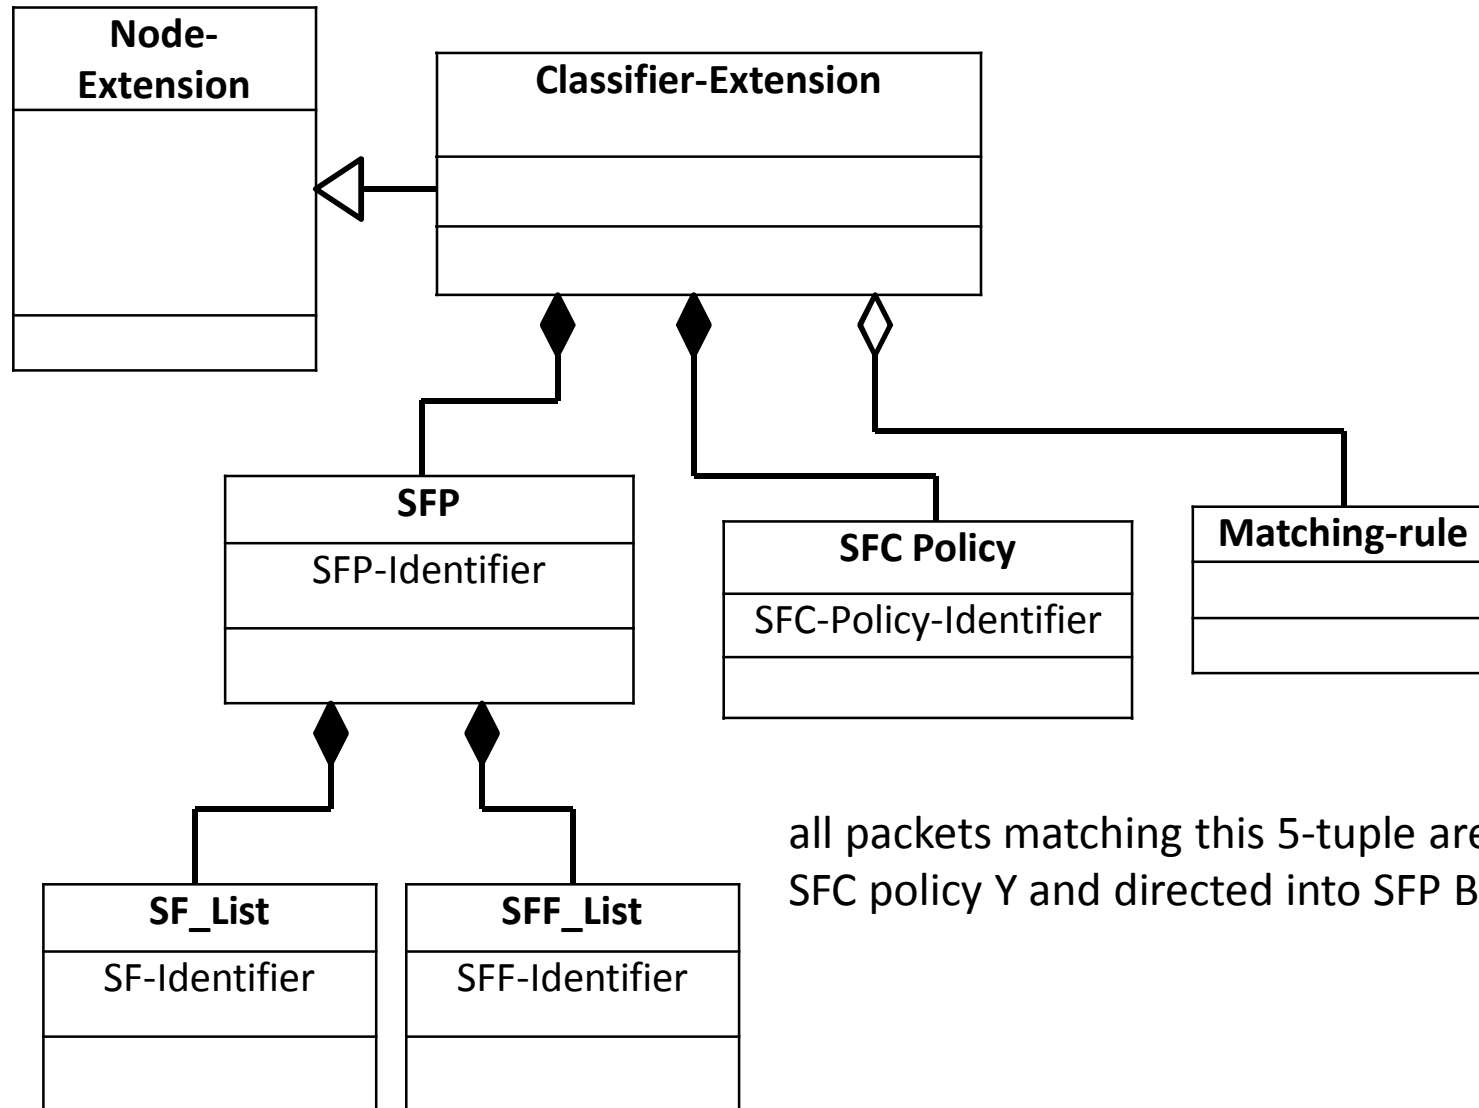 Node-
Extension
Classifier-Extension
SFP
SFP-Identifier
SFC Policy
SFC-Policy-Identifier
Matching-rule
SF_List
SF-Identifier
SFF_List
SFF-Identifier
all packets matching this 5-tuple are
SFC policy Y and directed into SFP B